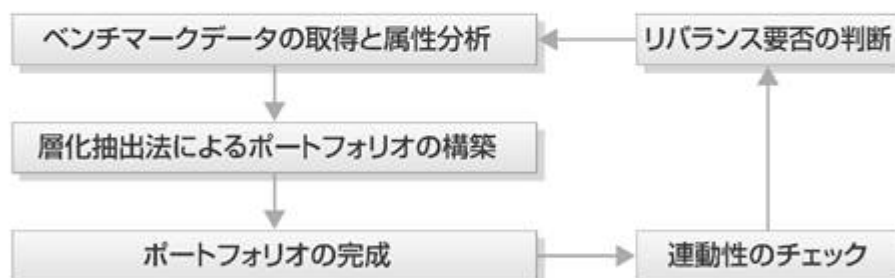 ベンチマークデータの取得と属性分析
リバランス要否の判断
層化抽出法によるポートフォリオの構築
ポートフォリオの完成
連動性のチェック